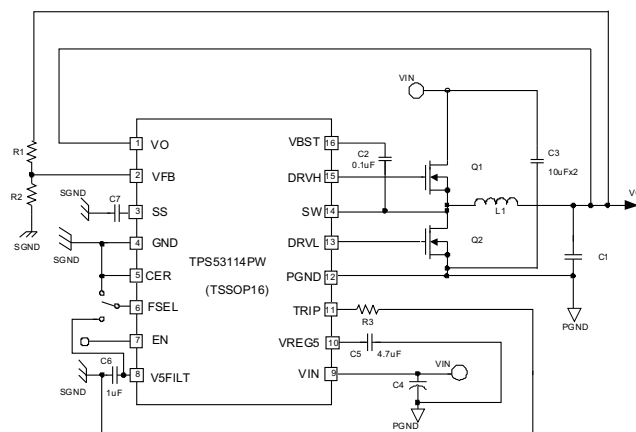 VIN
R1
1 VO
VBST 16
C2
0.1uF
C3
10uFx2
R2
2 VFB
DRVH 15
Q1
SGND
SGND
C7
3 SS
SW 14
L1
4 GND
DRVL 13
Q2
C1
SGND
5 CER
TPS53114PW
(TSSOP16)
PGND 12
6 FSEL
TRIP 11
R3
PGND
7 EN
VREG5 10
C5
4.7uF
C6
1uF
SGND
8 V5FILT
VIN 9
VIN
C4
PGND